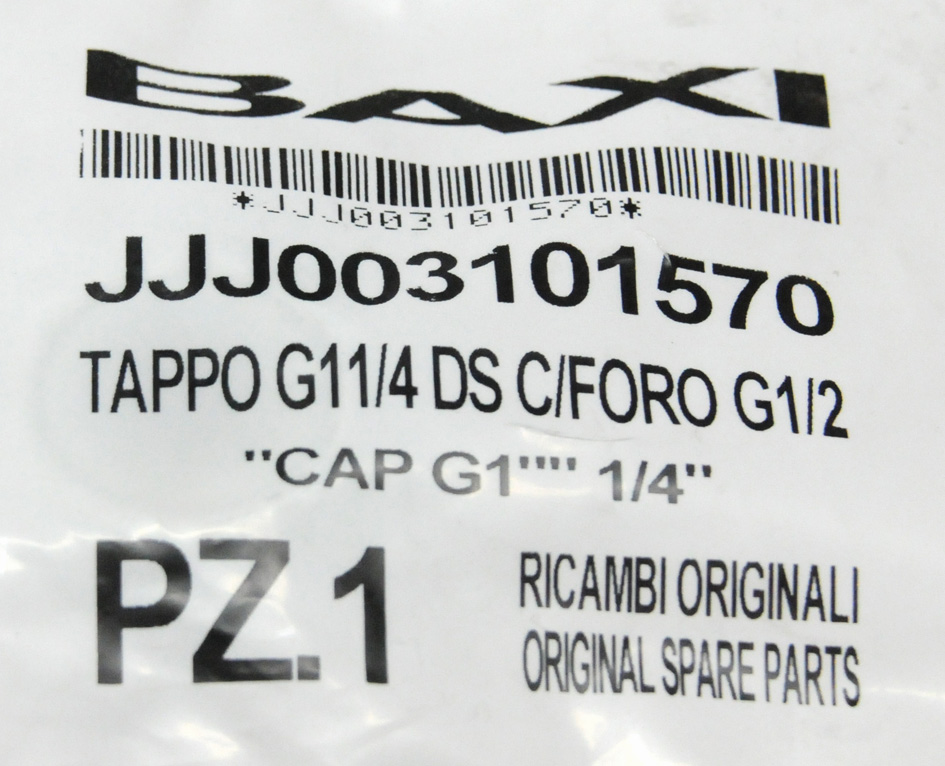 BAXI
*JJJ003101570*
JJJ003101570
TAPPO G11/4 DS C/FORO G1/2
"CAP G1"" 1/4"
PZ.1
RICAMBI ORIGINALI
ORIGINAL SPARE PARTS